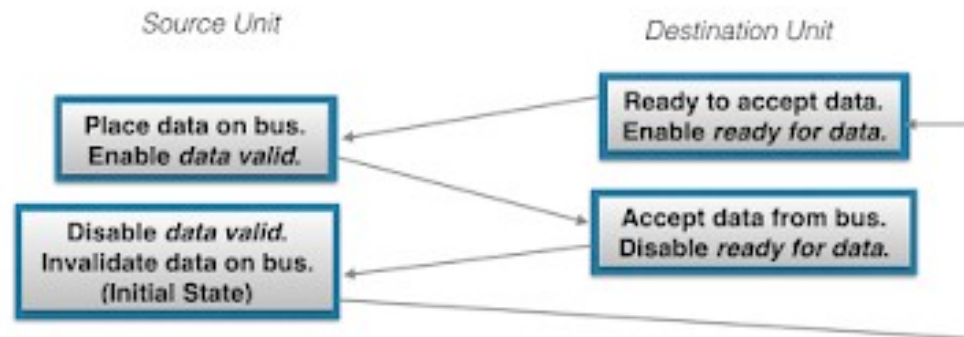 Source Unit
Destination Unit
Place data on bus.
Enable data valid.
Ready to accept data.
Enable ready for data.
Disable data valid.
Invalidate data on bus.
(Initial State)
Accept data from bus.
Disable ready for data.